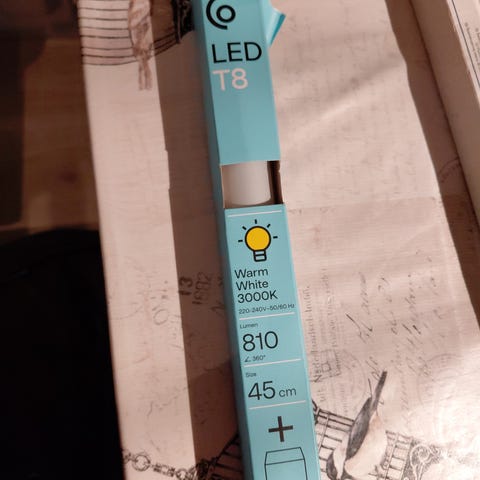 LED
T8
Warm
White
3000K
220-240V~50/60 Hz
Lumen
810
∠ 360°
Size
45 cm
+